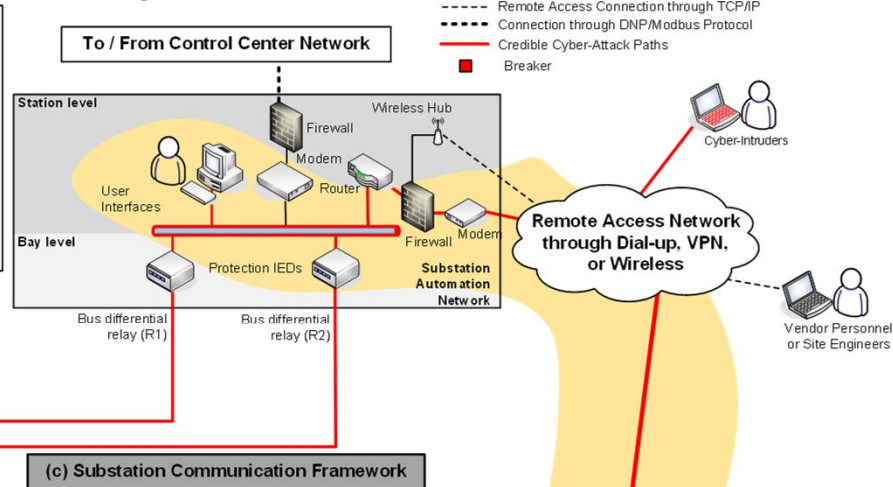 Remote Access Connection through TCP/IP
Connection through DNP/Modbus Protocol
Credible Cyber-Attack Paths
Breaker
To / From Control Center Network
Station level
Wireless Hub
Firewall
Modem
Cyber-Intruders
Router
User
Interfaces
Remote Access Network
through Dial-up, VPN,
or Wireless
Bay level
Firewall
Modem
Protection IEDs
Substation
Automation
Network
Bus differential
relay (R1)
Bus differential
relay (R2)
Vendor Personnel
or Site Engineers
(c) Substation Communication Framework